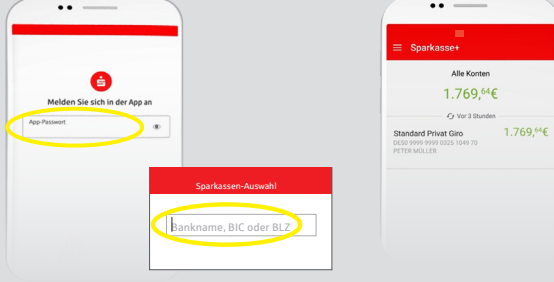 Melden Sie sich in der App an
App-Passwort
Sparkassen-Auswahl
Bankname, BIC oder BLZ
Sparkasse+
Alle Konten
1.769,64€
Vor 3 Stunden
Standard Privat Giro 1.769,64€
DE50 9999 9999 0325 1049 70
PETER MÜLLER